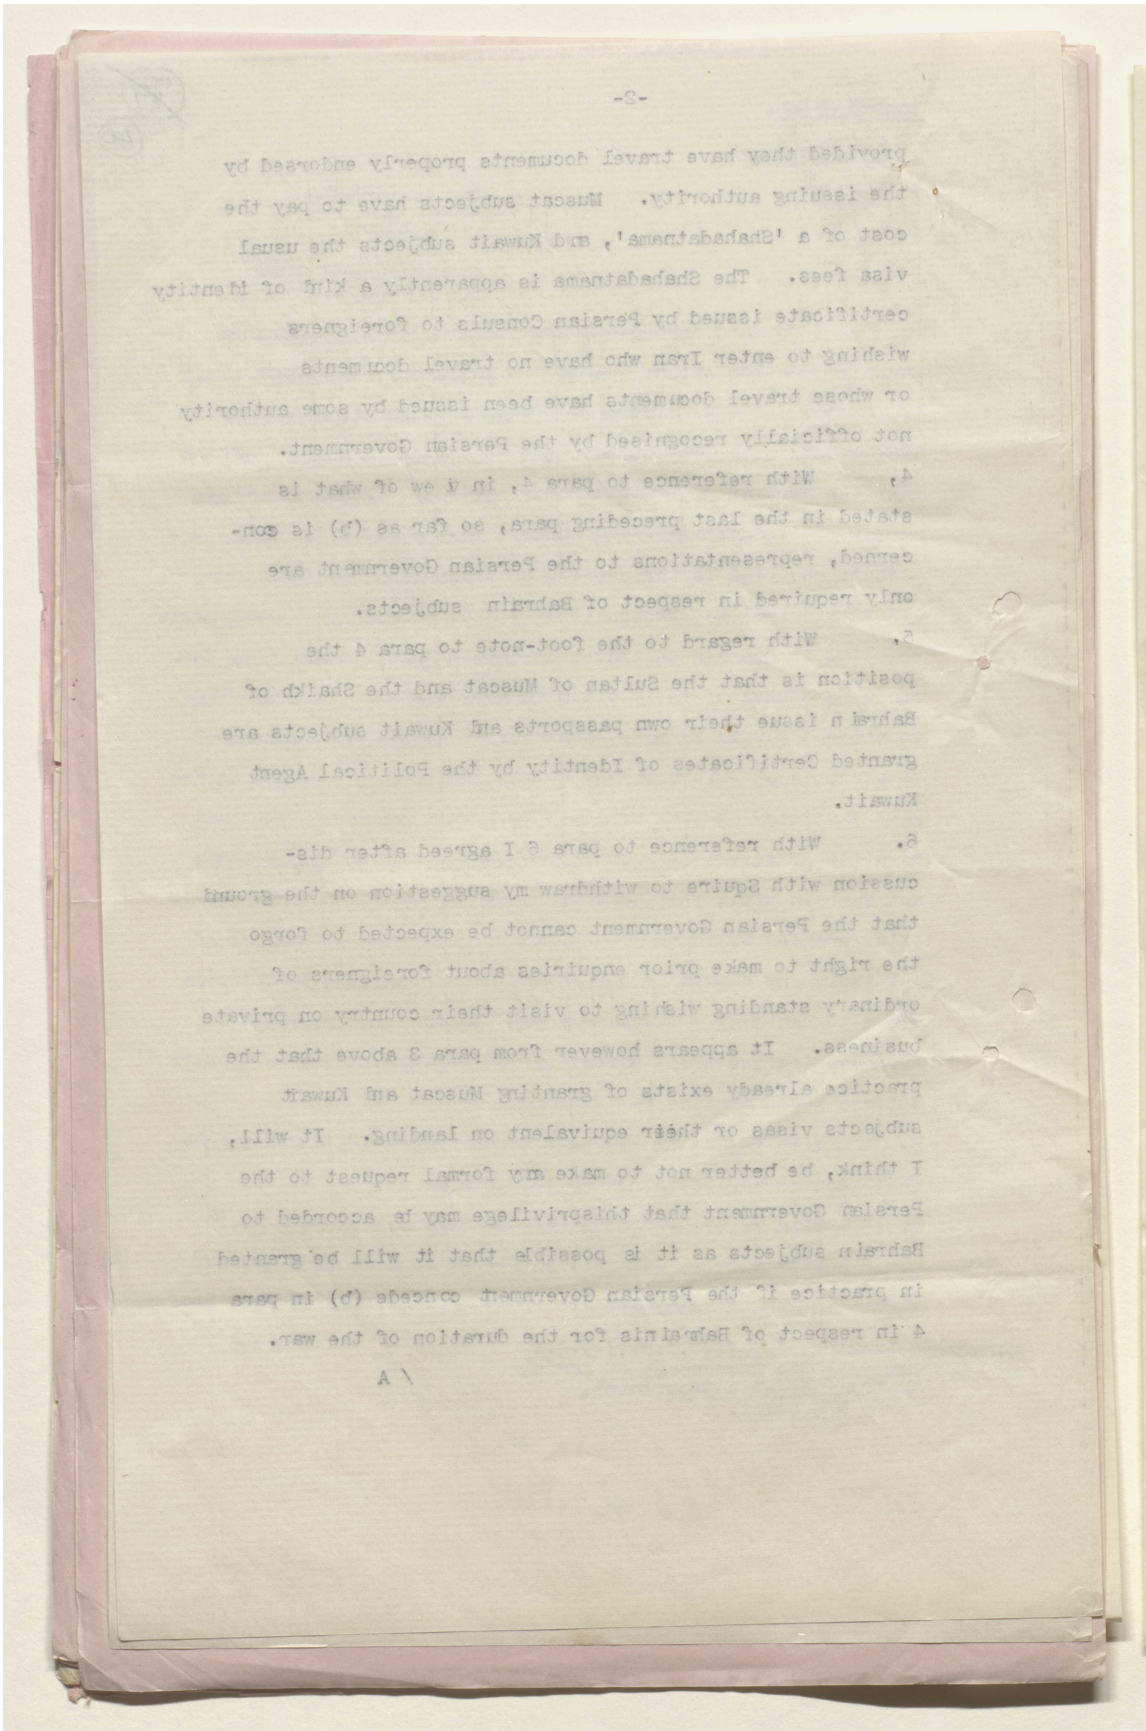 -2-
provided they have travel documents properly endorsed by
the issuing authority. Muscat subjects have to pay the
cost of a 'Shahadatnama', and Kuwait subjects the usual
visa fees. The Shahadatnama is apparently a kind of identity
certificate issued by Persian Consuls to foreigners
wishing to enter Iran who have no travel documents
or whose travel documents have been issued by some authority
not officially recognised by the Persian Government.
4, With reference to para 4, in view of what is
stated in the last preceding para, so far as (b) is con-
cerned, representations to the Persian Government are
only required in respect of Bahrain subjects.
5. With regard to the foot-note to para 4 the
position is that the Sultan of Muscat and the Shaikh of
Bahrain issue their own passports and Kuwait subjects are
granted Certificates of Identity by the Political Agent
Kuwait.
6. With reference to para 6 I agreed after dis-
cussion with Squire to withdraw my suggestion on the ground
that the Persian Government cannot be expected to forgo
the right to make prior enquiries about foreigners of
ordinary standing wishing to visit their country on private
business. It appears however from para 3 above that the
practice already exists of granting Muscat and Kuwait
subjects visas or their equivalent on landing. It will,
I think, be better not to make any formal request to the
Persian Government that thisprivilege may be accorded to
Bahrain subjects as it is possible that it will be granted
in practice if the Persian Government concede (b) in para
4 in respect of Bahrainis for the duration of the war.
/ A